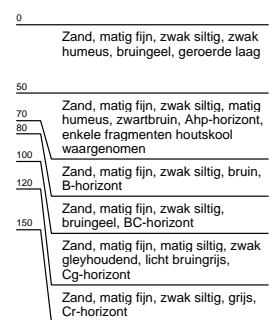 0
Zand, matig fijn, zwak siltig, zwak
humeus, bruingeel, geroerde laag
50
Zand, matig fijn, zwak siltig, matig
humeus, zwartbruin, Ahp-horizont,
enkele fragmenten houtskool
waargenomen
70
Zand, matig fijn, zwak siltig, bruin,
B-horizont
80
Zand, matig fijn, zwak siltig,
bruingeel, BC-horizont
100
Zand, matig fijn, matig siltig, zwak
gleyhoudend, licht bruingrijs,
Cg-horizont
120
Zand, matig fijn, zwak siltig, grijs,
Cr-horizont
150